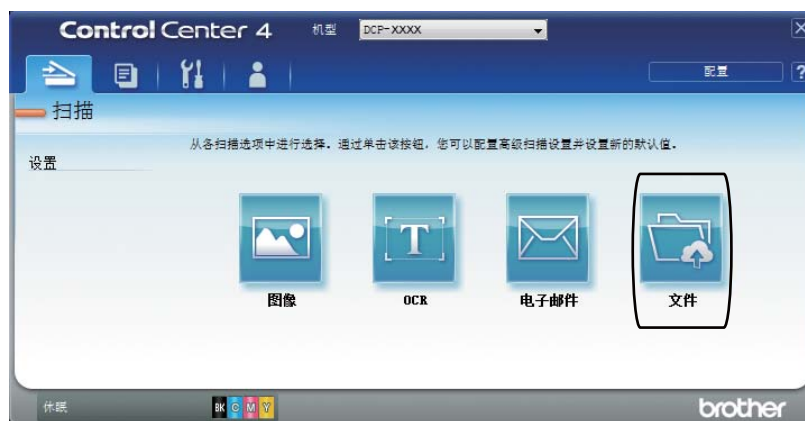 Control Center 4 机型 DCP-XXXX X
配置 ?
扫描
从各扫描选项中进行选择。通过单击该按钮，您可以配置高级扫描设置并设置新的默认值。
设置
T
图像 OCR 电子邮件 文件
休眠 BK C M Y brother